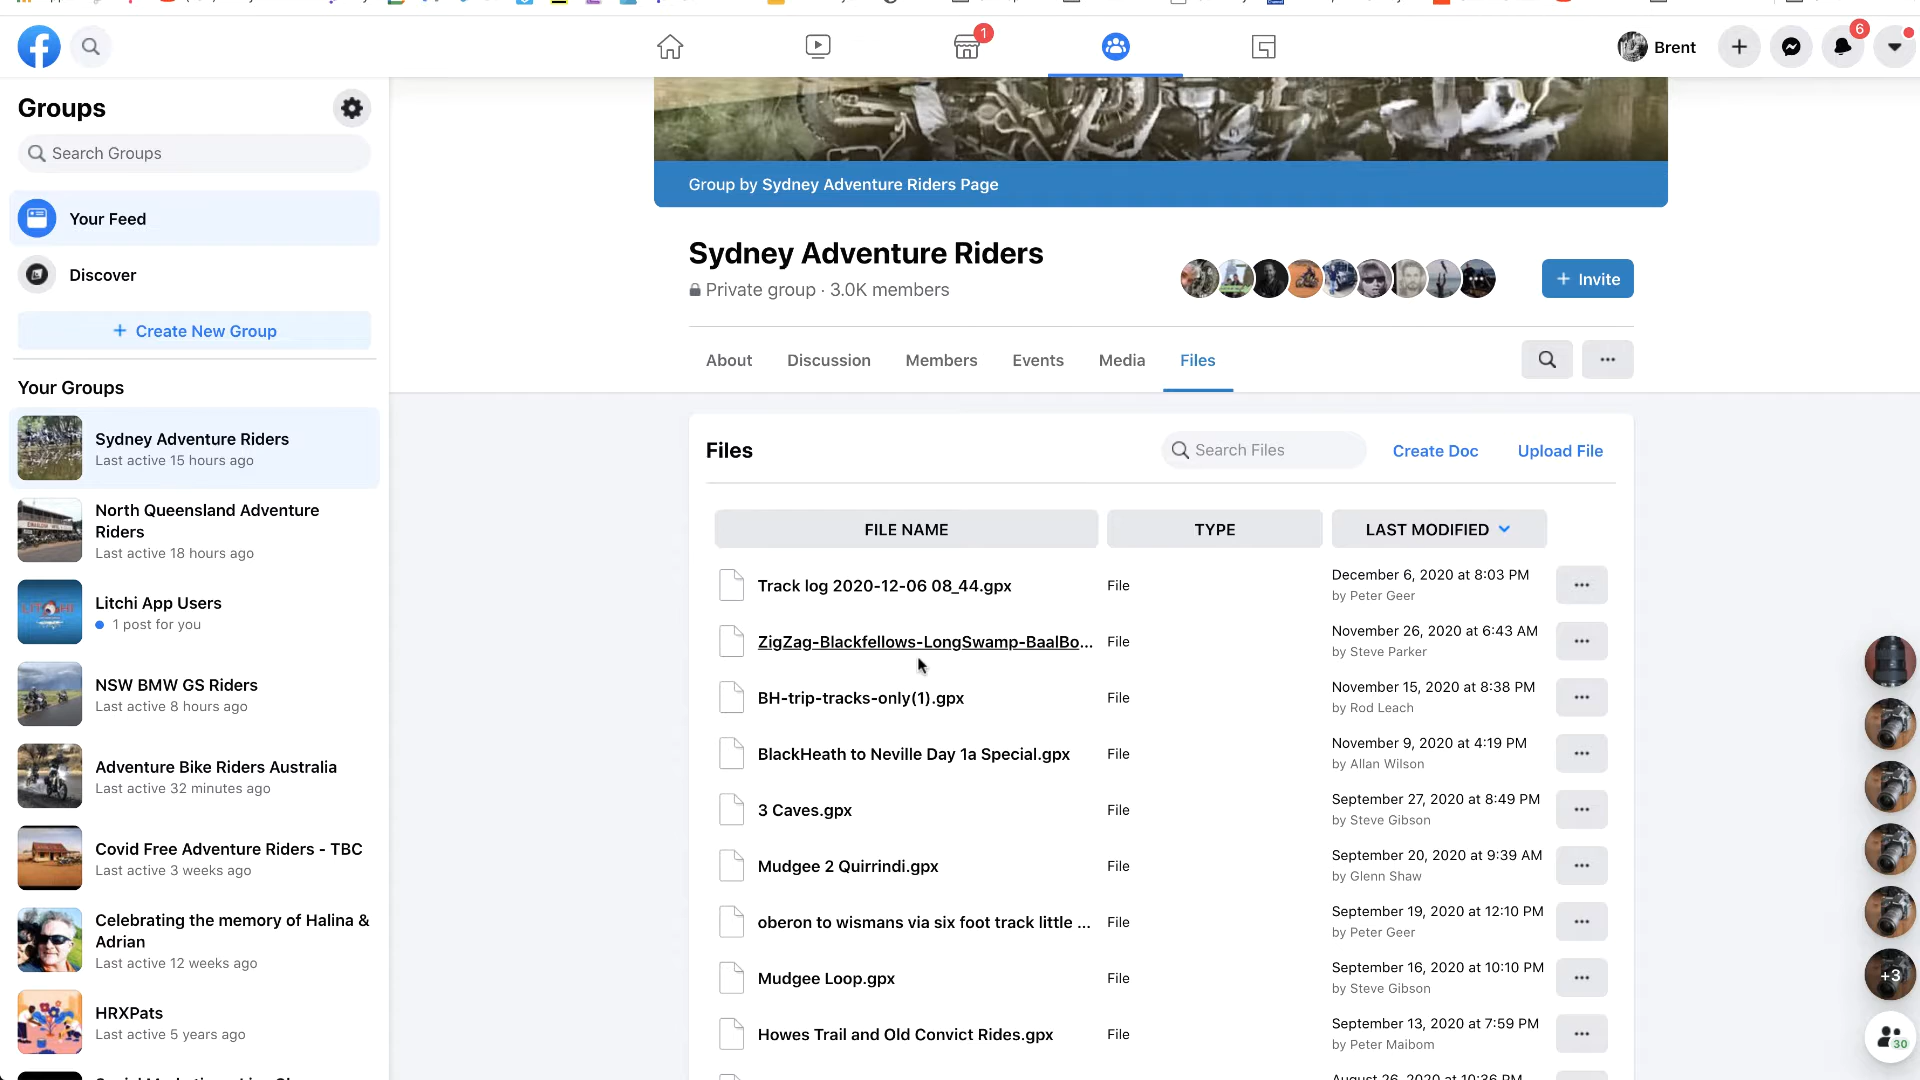 1
Brent
6
Groups
Search Groups
Your Feed
Discover
+ Create New Group
Your Groups
Sydney Adventure Riders
Last active 15 hours ago
North Queensland Adventure
Riders
Last active 18 hours ago
Litchi App Users
1 post for you
NSW BMW GS Riders
Last active 8 hours ago
Adventure Bike Riders Australia
Last active 32 minutes ago
Covid Free Adventure Riders - TBC
Last active 3 weeks ago
Celebrating the memory of Halina &
Adrian
Last active 12 weeks ago
HRXPats
Last active 5 years ago
Group by Sydney Adventure Riders Page
Sydney Adventure Riders
Private group · 3.0K members
+ Invite
About Discussion Members Events Media Files
Files
Search Files
Create Doc
Upload File
FILE NAME TYPE LAST MODIFIED
Track log 2020-12-06 08_44.gpx File December 6, 2020 at 8:03 PM
by Peter Geer
ZigZag-Blackfellows-LongSwamp-BaalBo... File November 26, 2020 at 6:43 AM
by Steve Parker
BH-trip-tracks-only(1).gpx File November 15, 2020 at 8:38 PM
by Rod Leach
BlackHeath to Neville Day 1a Special.gpx File November 9, 2020 at 4:19 PM
by Allan Wilson
3 Caves.gpx File September 27, 2020 at 8:49 PM
by Steve Gibson
Mudgee 2 Quirrindi.gpx File September 20, 2020 at 9:39 AM
by Glenn Shaw
oberon to wismans via six foot track little ... File September 19, 2020 at 12:10 PM
by Peter Geer
Mudgee Loop.gpx File September 16, 2020 at 10:10 PM
by Steve Gibson
Howes Trail and Old Convict Rides.gpx File September 13, 2020 at 7:59 PM
by Peter Maibom
+3
30